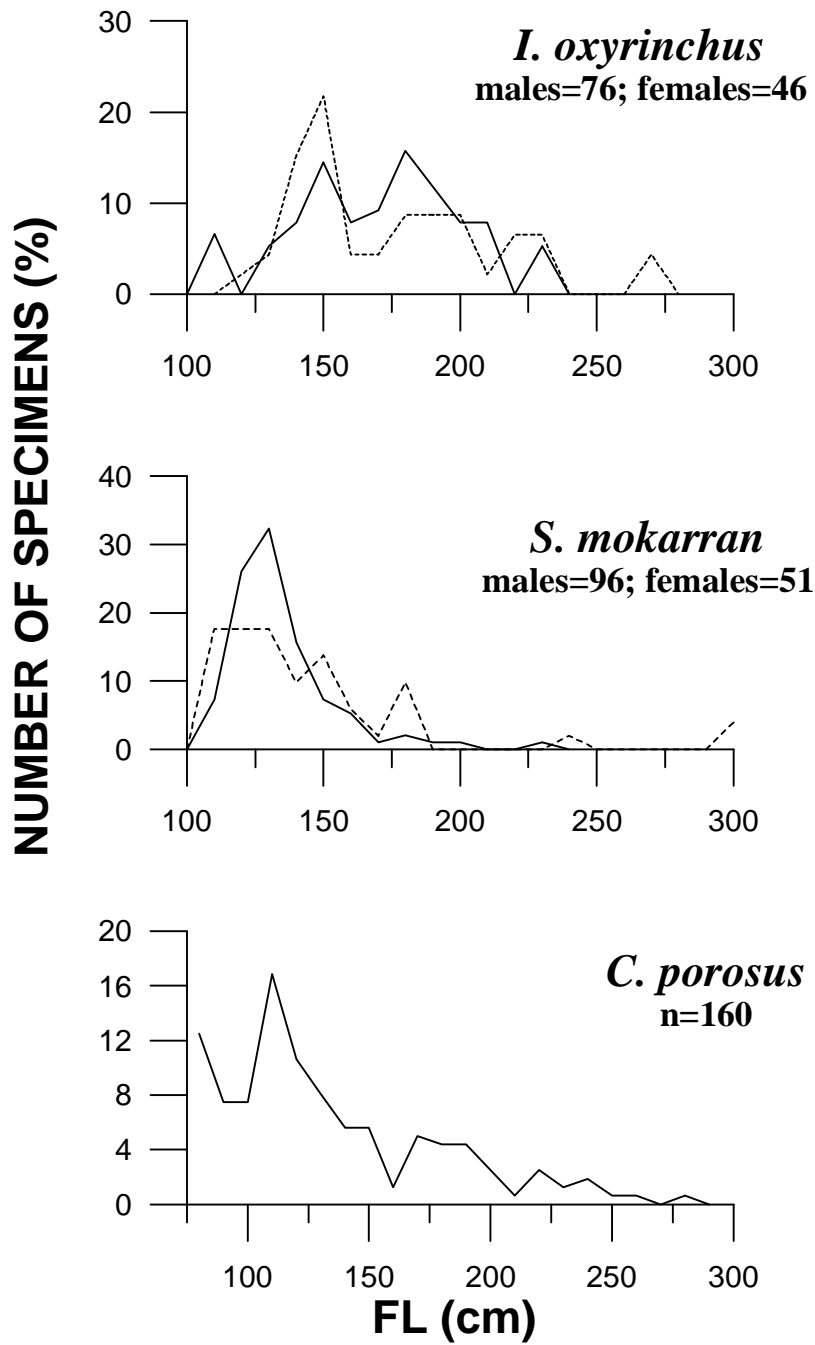 NUMBER OF SPECIMENS (%)
I. oxyrinchus
males=76; females=46
30
20
10
0
100 150 200 250 300
S. mokarran
males=96; females=51
40
30
20
10
0
100 150 200 250 300
C. porosus
n=160
20
16
12
8
4
0
100 150 200 250 300
FL (cm)